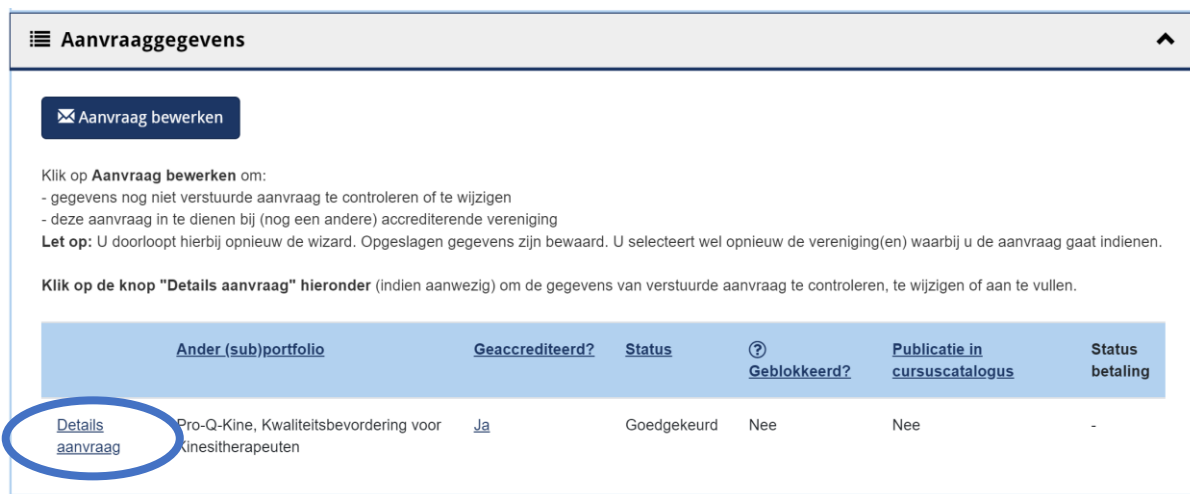 Aanvraaggegevens
Aanvraag bewerken
Klik op Aanvraag bewerken om:
- gegevens nog niet verstuurde aanvraag te controleren of te wijzigen
- deze aanvraag in te dienen bij (nog een andere) accrediterende vereniging
Let op: U doorloopt hierbij opnieuw de wizard. Opgeslagen gegevens zijn bewaard. U selecteert wel opnieuw de vereniging(en) waarbij u de aanvraag gaat indienen.
Klik op de knop "Details aanvraag" hieronder (indien aanwezig) om de gegevens van verstuurde aanvraag te controleren, te wijzigen of aan te vullen.
Ander (sub)portfolio Geaccrediteerd? Status ? Publicatie in Status
Geblokkeerd? cursuscatalogus betaling
Details Pro-Q-Kine, Kwaliteitsbevordering voor Ja Goedgekeurd Nee Nee -
aanvraag Kinesitherapeuten